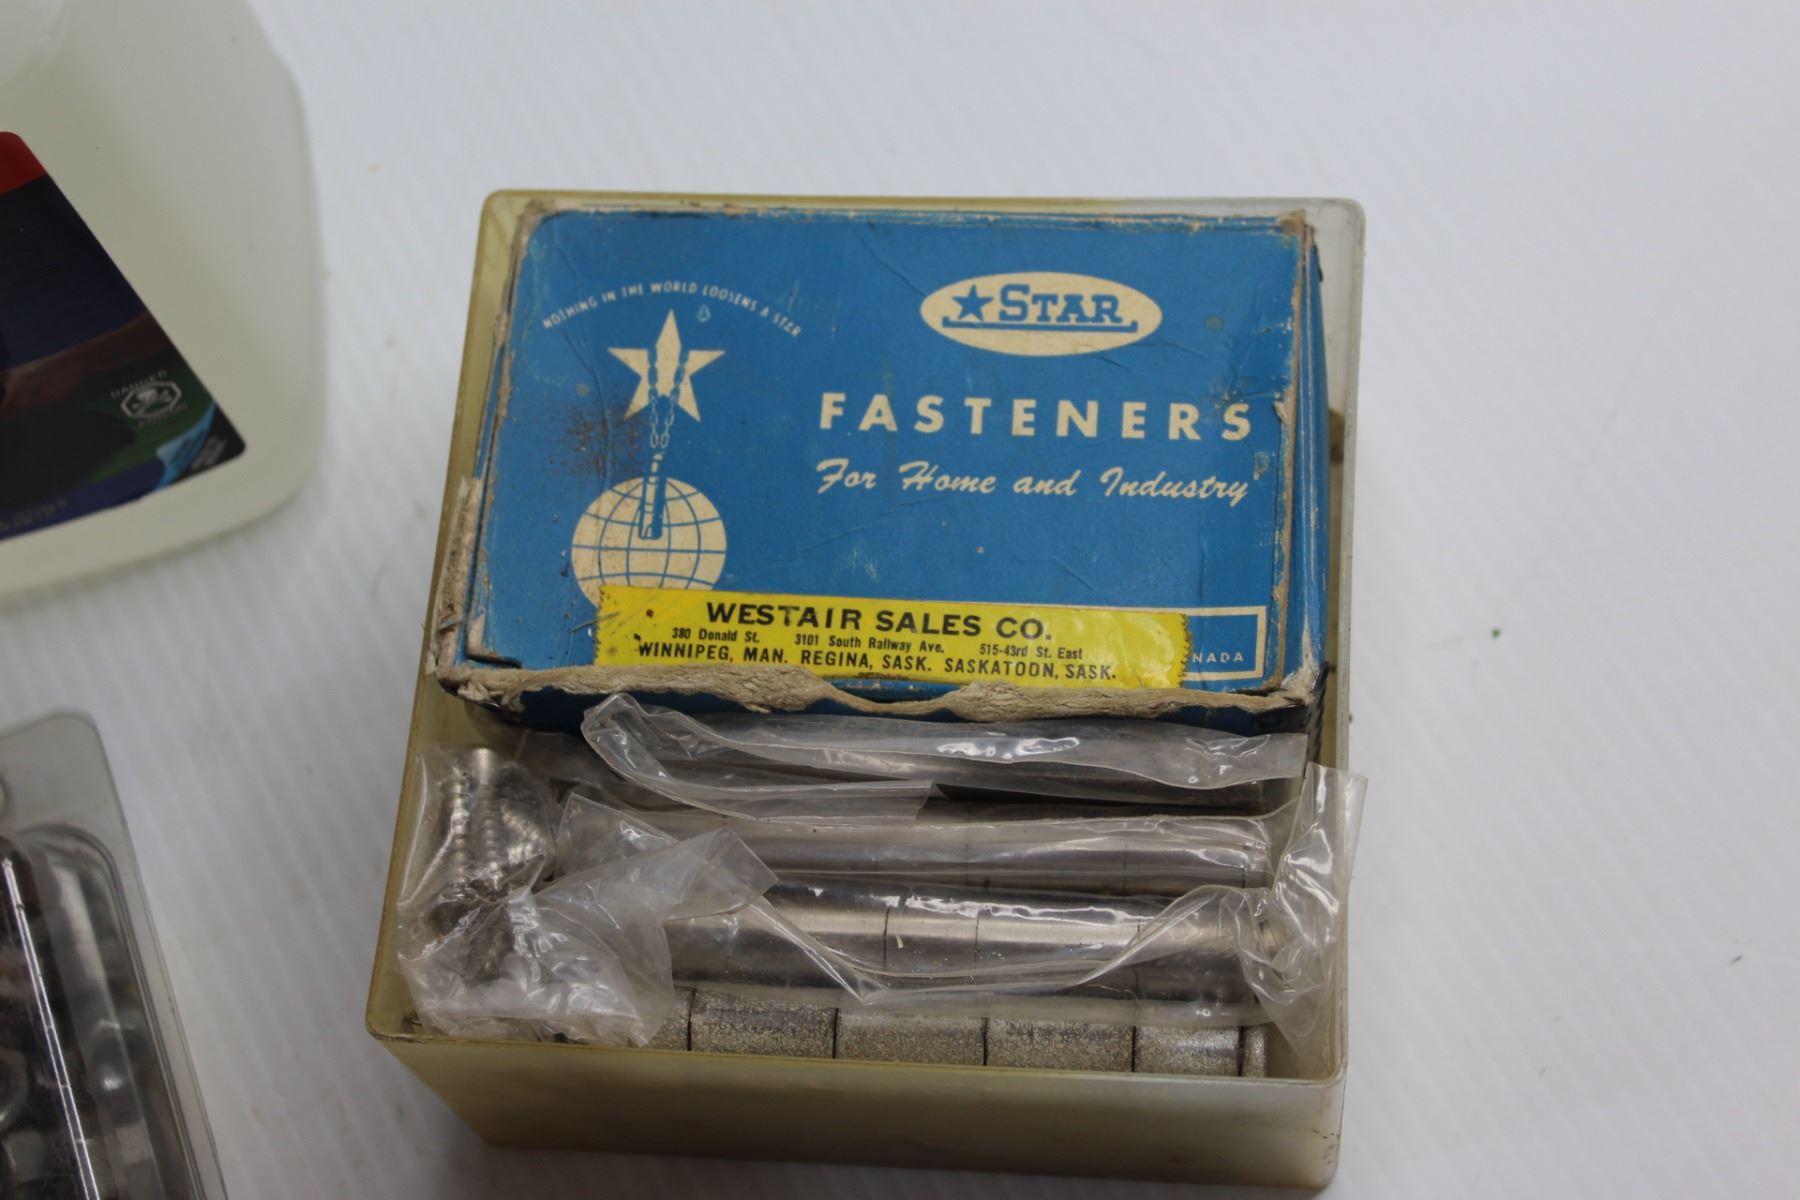 NOTHING IN THE WORLD LOOSENS A STAR
STAR
FASTENERS
For Home and Industry
WESTAIR SALES CO.
380 Donald St. 3101 South Railway Ave. 515-43rd St. East
WINNIPEG, MAN. REGINA, SASK. SASKATOON, SASK.
NADA
DANGER